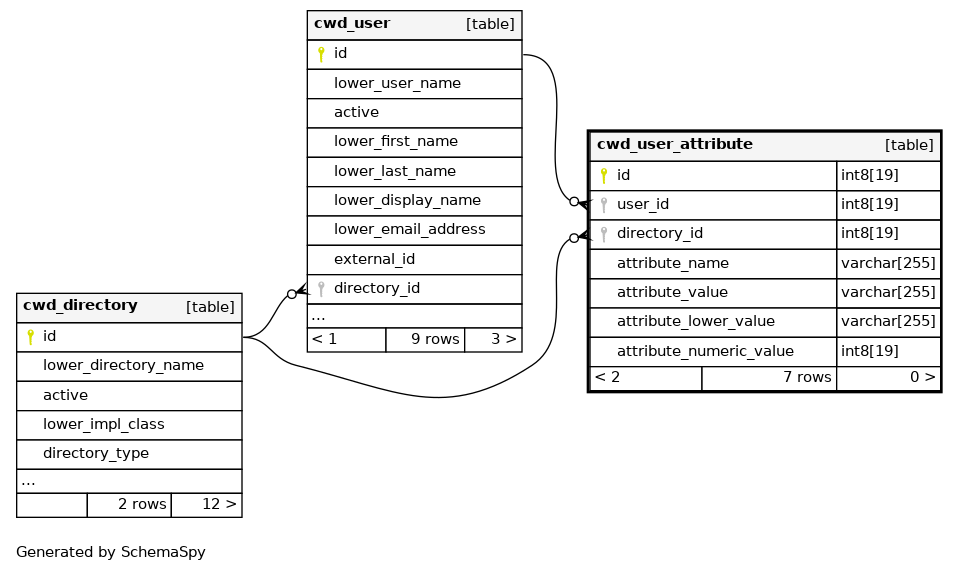 cwd_user [table]
id
lower_user_name
active
lower_first_name
lower_last_name
lower_display_name
lower_email_address
external_id
directory_id
...
< 1 9 rows 3 >
cwd_user_attribute [table]
id int8[19]
user_id int8[19]
directory_id int8[19]
attribute_name varchar[255]
attribute_value varchar[255]
attribute_lower_value varchar[255]
attribute_numeric_value int8[19]
< 2 7 rows 0 >
cwd_directory [table]
id
lower_directory_name
active
lower_impl_class
directory_type
...
2 rows 12 >
Generated by SchemaSpy